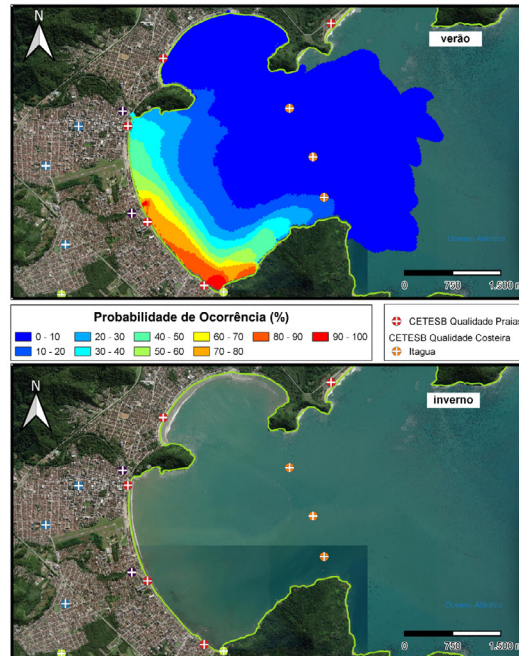 N
verão
Oceano Atlântico
0 750 1.500 m
Probabilidade de Ocorrência (%)
0 - 10 20 - 30 40 - 50 60 - 70 80 - 90 90 - 100
10 - 20 30 - 40 50 - 60 70 - 80
CETESB Qualidade Praias
CETESB Qualidade Costeira
Itagua
N
inverno
Oceano Atlântico
0 750 1.500 m